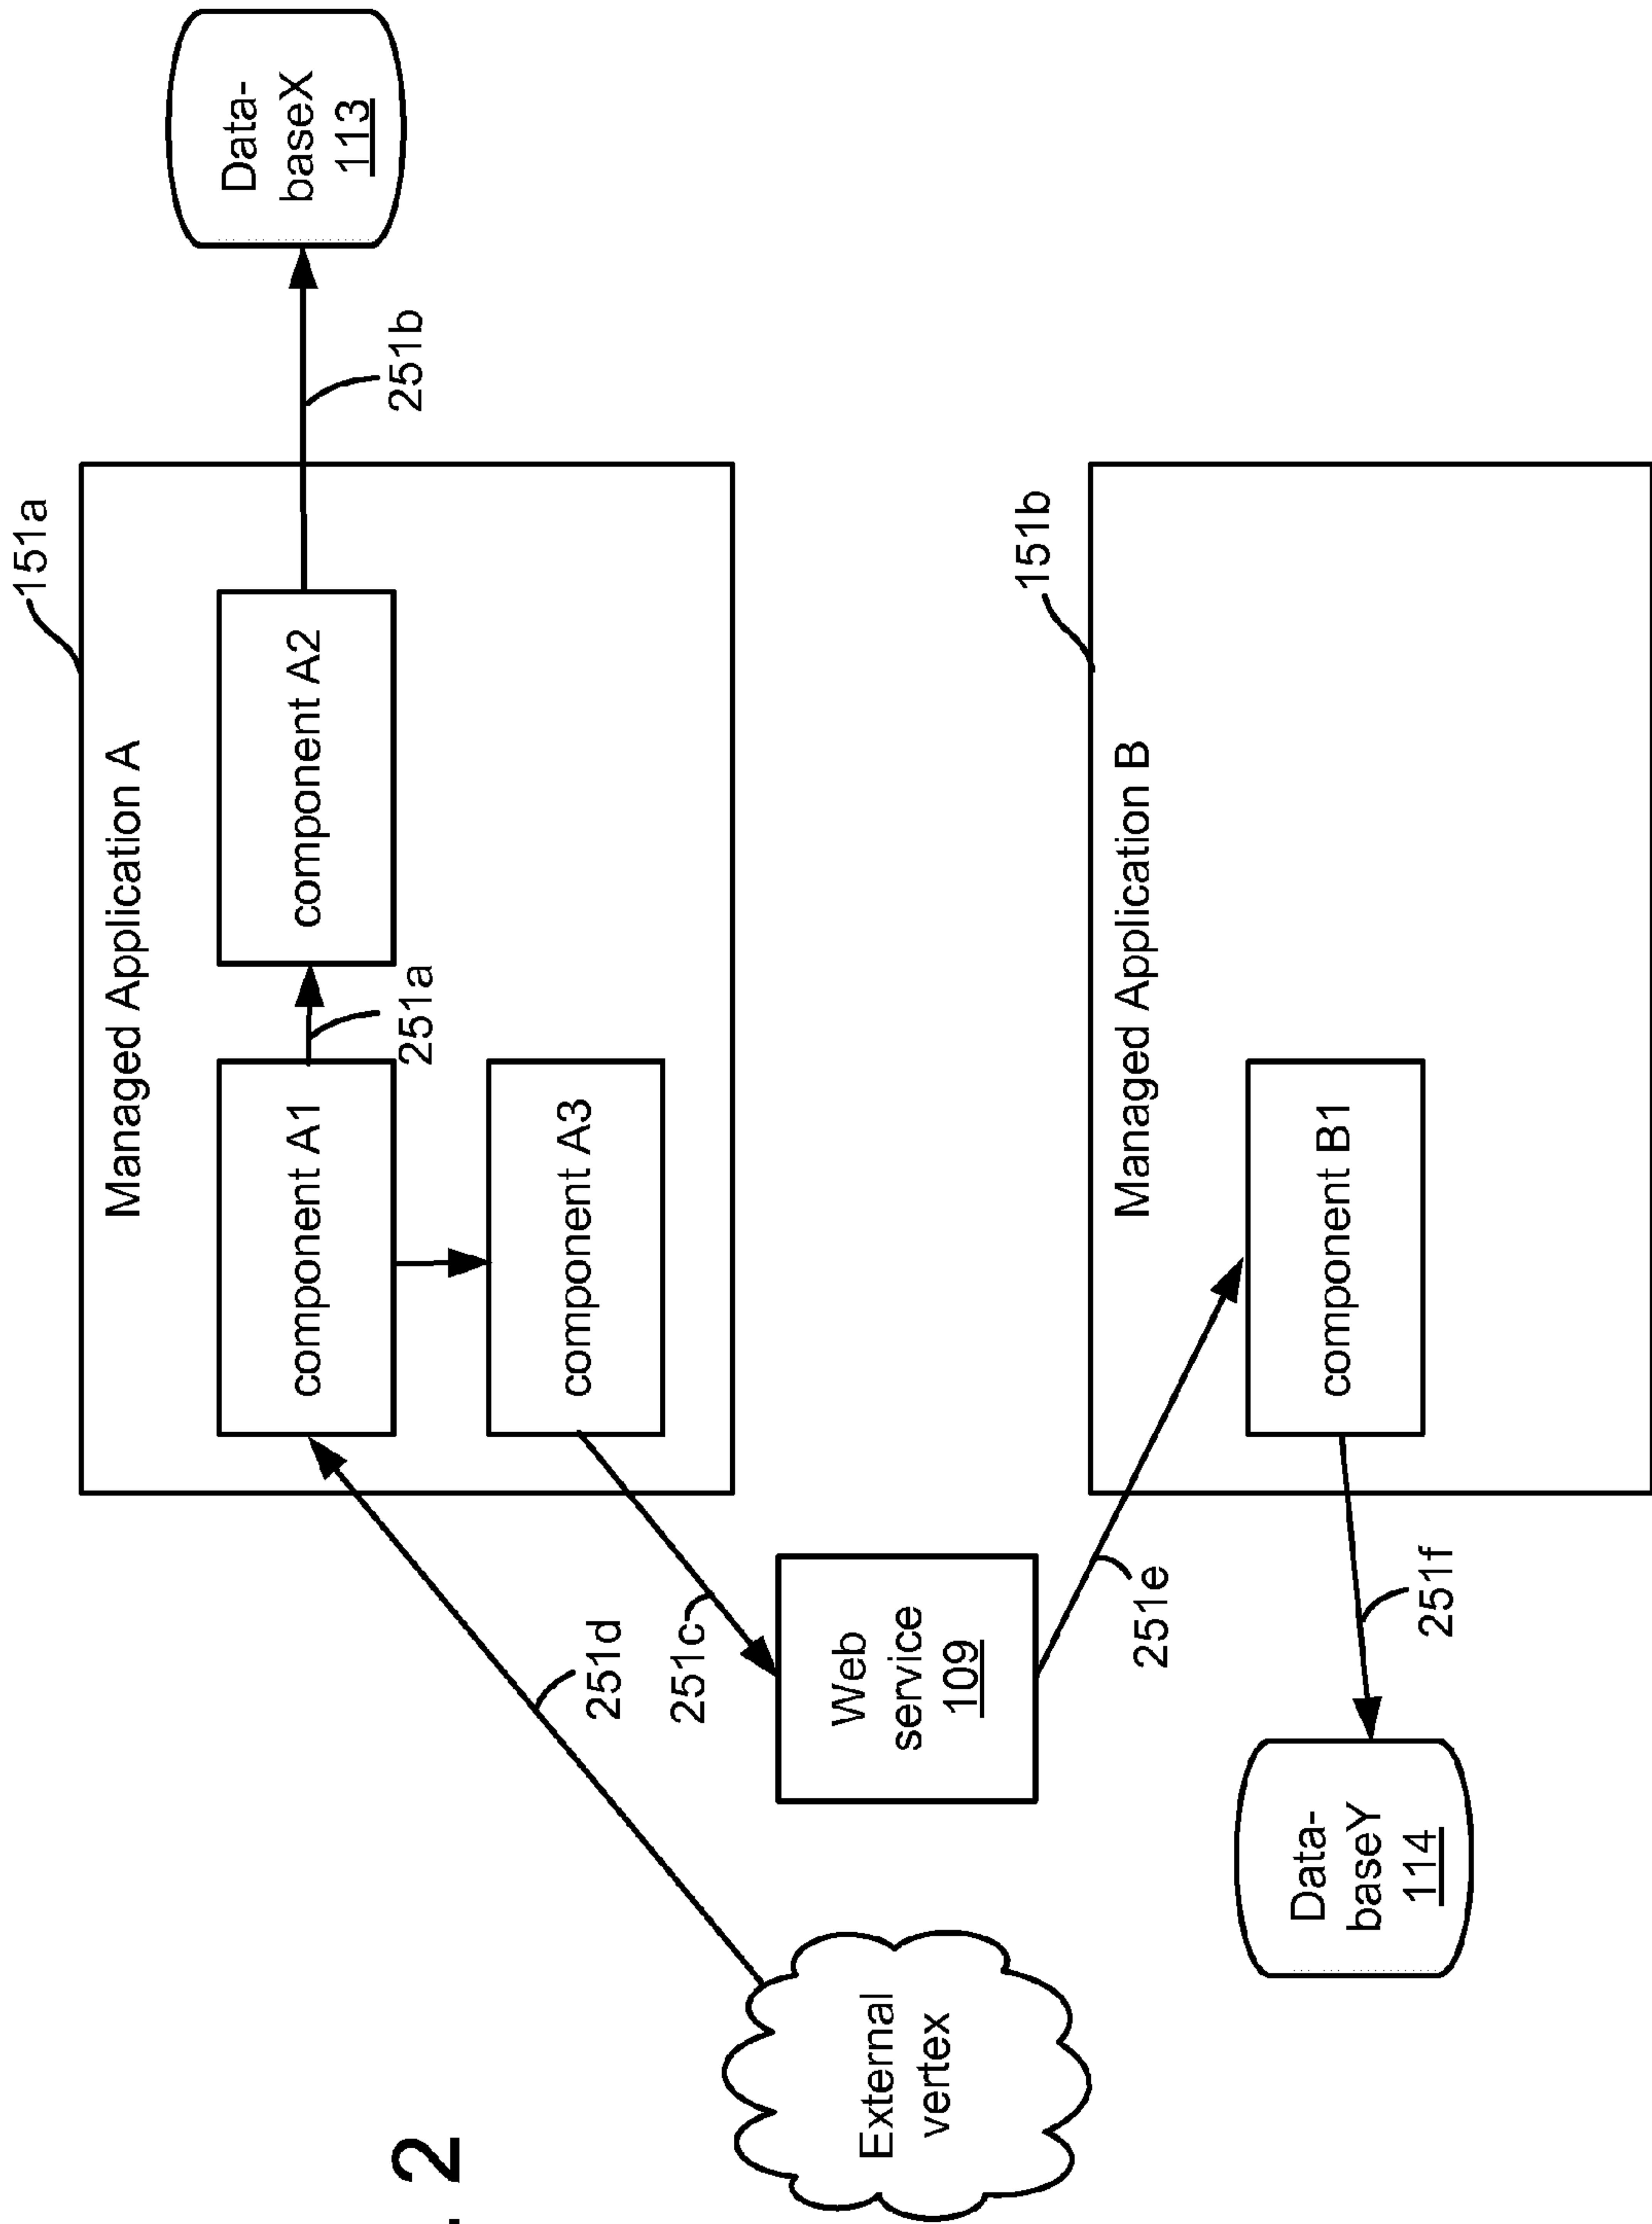 151a
Managed Application A
component A1
component A2
251a
251b
Data-
baseX
113
component A3
251d
251c
Web
service
109
External
vertex
151b
Managed Application B
component B1
251e
251f
Data-
baseY
114
. 2